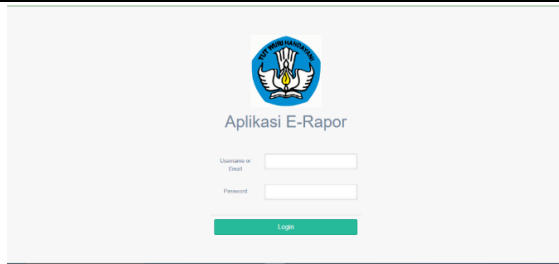 TUT WURI HANDAYANI
Aplikasi E-Rapor
Username or
Email
Password
Login